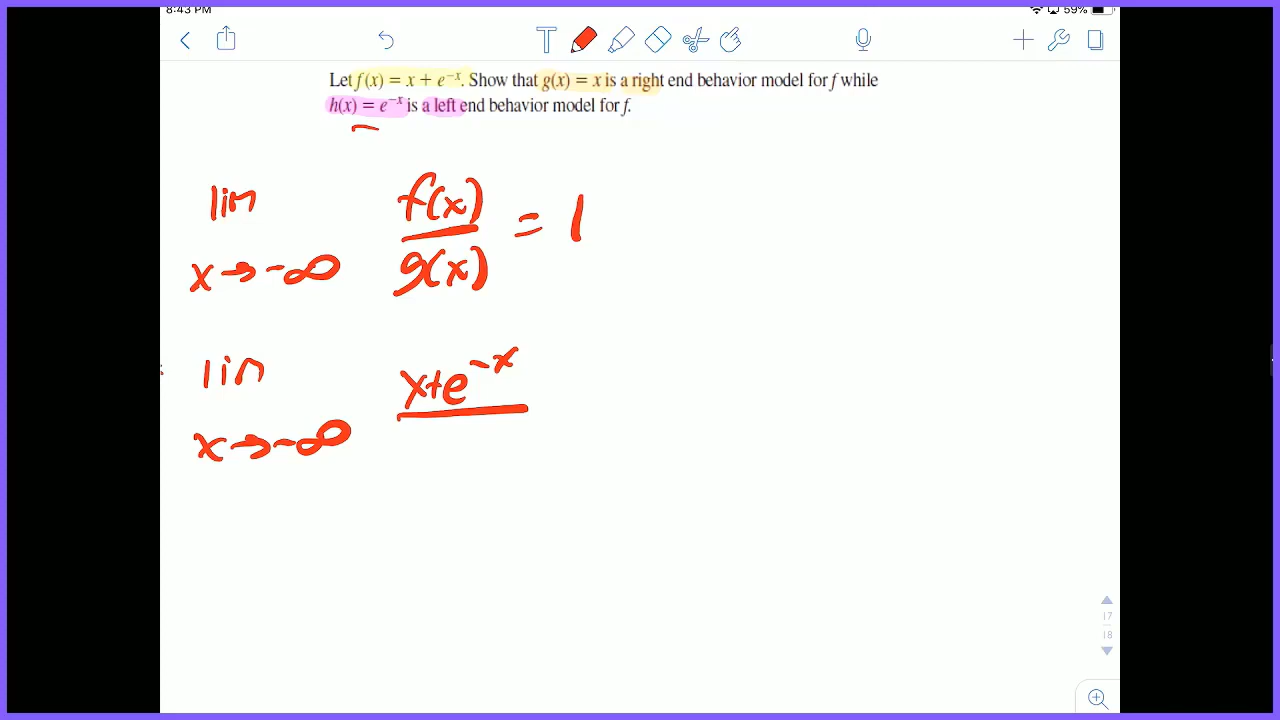 8:43 PM 59%
T
Let f(x) = x + e^{-x}. Show that g(x) = x is a right end behavior model for f while
h(x) = e^{-x} is a left end behavior model for f.
lim x→-∞ f(x)/g(x) = 1
lim x→-∞ x+e^{-x}
17
18